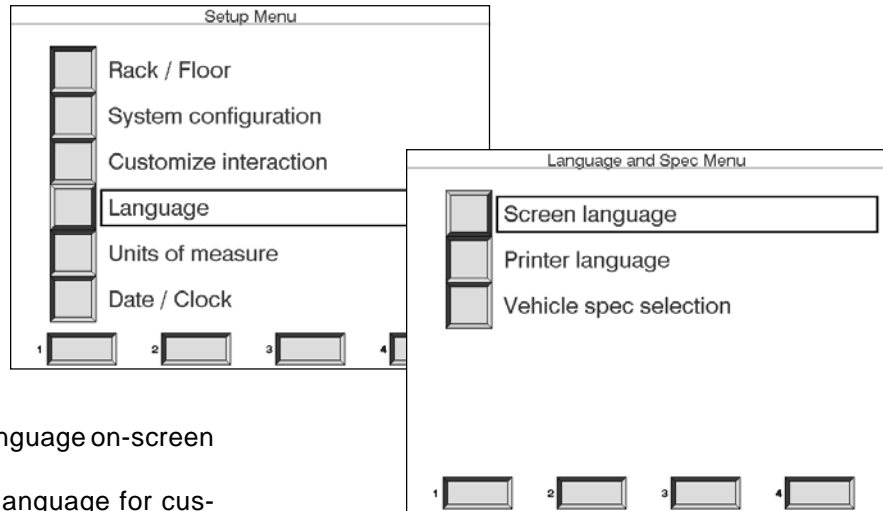 Setup Menu
Rack / Floor
System configuration
Customize interaction
Language
Units of measure
Date / Clock
1 2 3 4
Language and Spec Menu
Screen language
Printer language
Vehicle spec selection
1 2 3 4
nguage on-screen
anguage for cus-